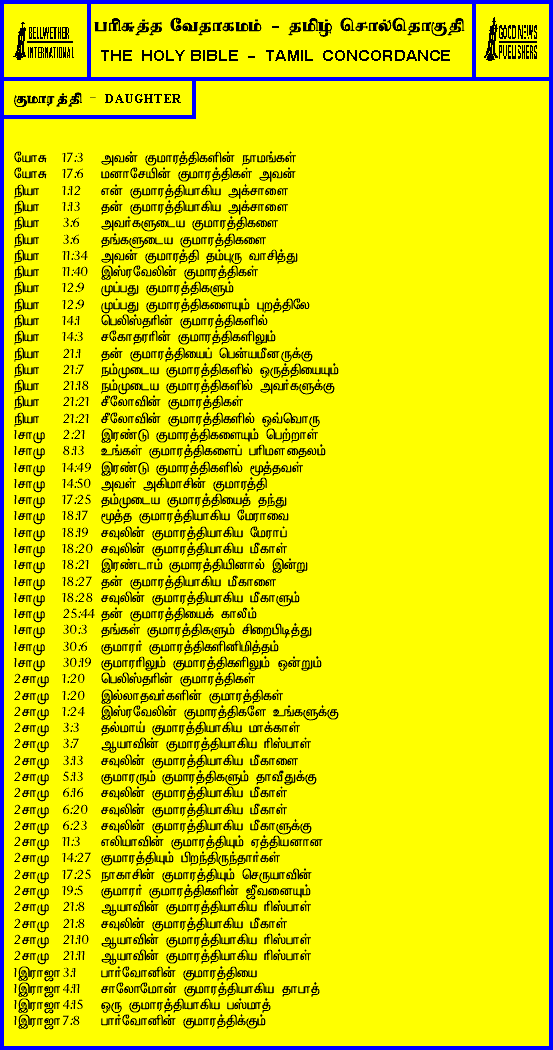 BELLWETHER INTERNATIONAL
பரிசுத்த வேதாகமம் - தமிழ் சொல்தொகுதி
THE HOLY BIBLE - TAMIL CONCORDANCE
GOOD NEWS PUBLISHERS
குமாரத்தி - DAUGHTER
யோசு 17:3 அவன் குமாரத்திகளின் நாமங்கள்
யோசு 17:6 மனாசேயின் குமாரத்திகள் அவன்
நியா 1:12 என் குமாரத்தியாகிய அக்சாளை
நியா 1:13 தன் குமாரத்தியாகிய அக்சாளை
நியா 3:6 அவர்களுடைய குமாரத்திகளை
நியா 3:6 தங்களுடைய குமாரத்திகளை
நியா 11:34 அவன் குமாரத்தி தம்புரு வாசித்து
நியா 11:40 இஸ்ரவேலின் குமாரத்திகள்
நியா 12:9 முப்பது குமாரத்திகளும்
நியா 12:9 முப்பது குமாரத்திகளையும் புறத்திலே
நியா 14:1 பெலிஸ்தரின் குமாரத்திகளில்
நியா 14:3 சகோதரரின் குமாரத்திகளிலும்
நியா 21:1 தன் குமாரத்தியைப் பென்யமீனருக்கு
நியா 21:7 நம்முடைய குமாரத்திகளில் ஒருத்தியையும்
நியா 21:18 நம்முடைய குமாரத்திகளில் அவர்களுக்கு
நியா 21:21 சீலோவின் குமாரத்திகள்
நியா 21:21 சீலோவின் குமாரத்திகளில் ஒவ்வொரு
1சாமு 2:21 இரண்டு குமாரத்திகளையும் பெற்றாள்
1சாமு 8:13 உங்கள் குமாரத்திகளைப் பரிமளதைலம்
1சாமு 14:49 இரண்டு குமாரத்திகளில் மூத்தவள்
1சாமு 14:50 அவள் அகிமாசின் குமாரத்தி
1சாமு 17:25 தம்முடைய குமாரத்தியைத் தந்து
1சாமு 18:17 மூத்த குமாரத்தியாகிய மேராவை
1சாமு 18:19 சவுலின் குமாரத்தியாகிய மேராப்
1சாமு 18:20 சவுலின் குமாரத்தியாகிய மீகாள்
1சாமு 18:21 இரண்டாம் குமாரத்தியினால் இன்று
1சாமு 18:27 தன் குமாரத்தியாகிய மீகாளை
1சாமு 18:28 சவுலின் குமாரத்தியாகிய மீகாளும்
1சாமு 25:44 தன் குமாரத்தியைக் காலீம்
1சாமு 30:3 தங்கள் குமாரத்திகளும் சிறைபிடித்து
1சாமு 30:6 குமாரர் குமாரத்திகளினிமித்தம்
1சாமு 30:19 குமாரரிலும் குமாரத்திகளிலும் ஒன்றும்
2சாமு 1:20 பெலிஸ்தரின் குமாரத்திகள்
2சாமு 1:20 இல்லாதவர்களின் குமாரத்திகள்
2சாமு 1:24 இஸ்ரவேலின் குமாரத்திகளே உங்களுக்கு
2சாமு 3:3 தல்மாய் குமாரத்தியாகிய மாக்காள்
2சாமு 3:7 ஆயாவின் குமாரத்தியாகிய ரிஸ்பாள்
2சாமு 3:13 சவுலின் குமாரத்தியாகிய மீகாளை
2சாமு 5:13 குமாரரும் குமாரத்திகளும் தாவீதுக்கு
2சாமு 6:16 சவுலின் குமாரத்தியாகிய மீகாள்
2சாமு 6:20 சவுலின் குமாரத்தியாகிய மீகாள்
2சாமு 6:23 சவுலின் குமாரத்தியாகிய மீகாளுக்கு
2சாமு 11:3 எலியாவின் குமாரத்தியும் ஏத்தியனான
2சாமு 14:27 குமாரத்தியும் பிறந்திருந்தார்கள்
2சாமு 17:25 நாகாசின் குமாரத்தியும் செருயாவின்
2சாமு 19:5 குமாரர் குமாரத்திகளின் ஜீவனையும்
2சாமு 21:8 ஆயாவின் குமாரத்தியாகிய ரிஸ்பாள்
2சாமு 21:8 சவுலின் குமாரத்தியாகிய மீகாள்
2சாமு 21:10 ஆயாவின் குமாரத்தியாகிய ரிஸ்பாள்
2சாமு 21:11 ஆயாவின் குமாரத்தியாகிய ரிஸ்பாள்
1இராஜா 3:1 பார்வோனின் குமாரத்தியை
1இராஜா 4:11 சாலோமோன் குமாரத்தியாகிய தாபாத்
1இராஜா 4:15 ஒரு குமாரத்தியாகிய பஸ்மாத்
1இராஜா 7:8 பார்வோனின் குமாரத்திக்கும்